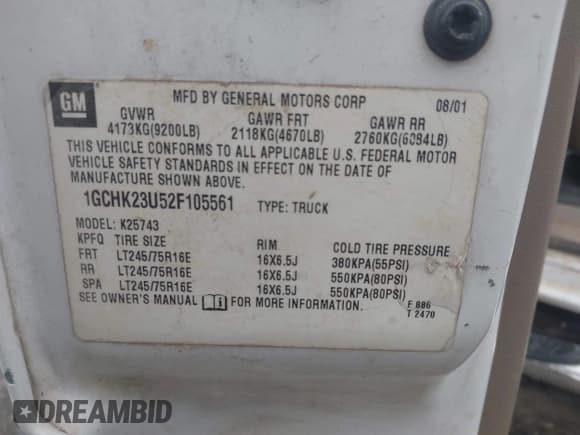 GM
MFD BY GENERAL MOTORS CORP 08/01
GVWR GAWR FRT GAWR RR
4173KG(9200LB) 2118KG(4670LB) 2760KG(6084LB)
THIS VEHICLE CONFORMS TO ALL APPLICABLE U.S. FEDERAL MOTOR
VEHICLE SAFETY STANDARDS IN EFFECT ON THE DATE OF
MANUFACTURE SHOWN ABOVE.
1GCHK23U52F105561 TYPE: TRUCK
MODEL: K25743
KPFQ TIRE SIZE RIM COLD TIRE PRESSURE
FRT LT245/75R16E 16X6.5J 380KPA(55PSI)
RR LT245/75R16E 16X6.5J 550KPA(80PSI)
SPA LT245/75R16E 16X6.5J 550KPA(80PSI)
SEE OWNER'S MANUAL FOR MORE INFORMATION.
F 886
T 2470
DREAMBID